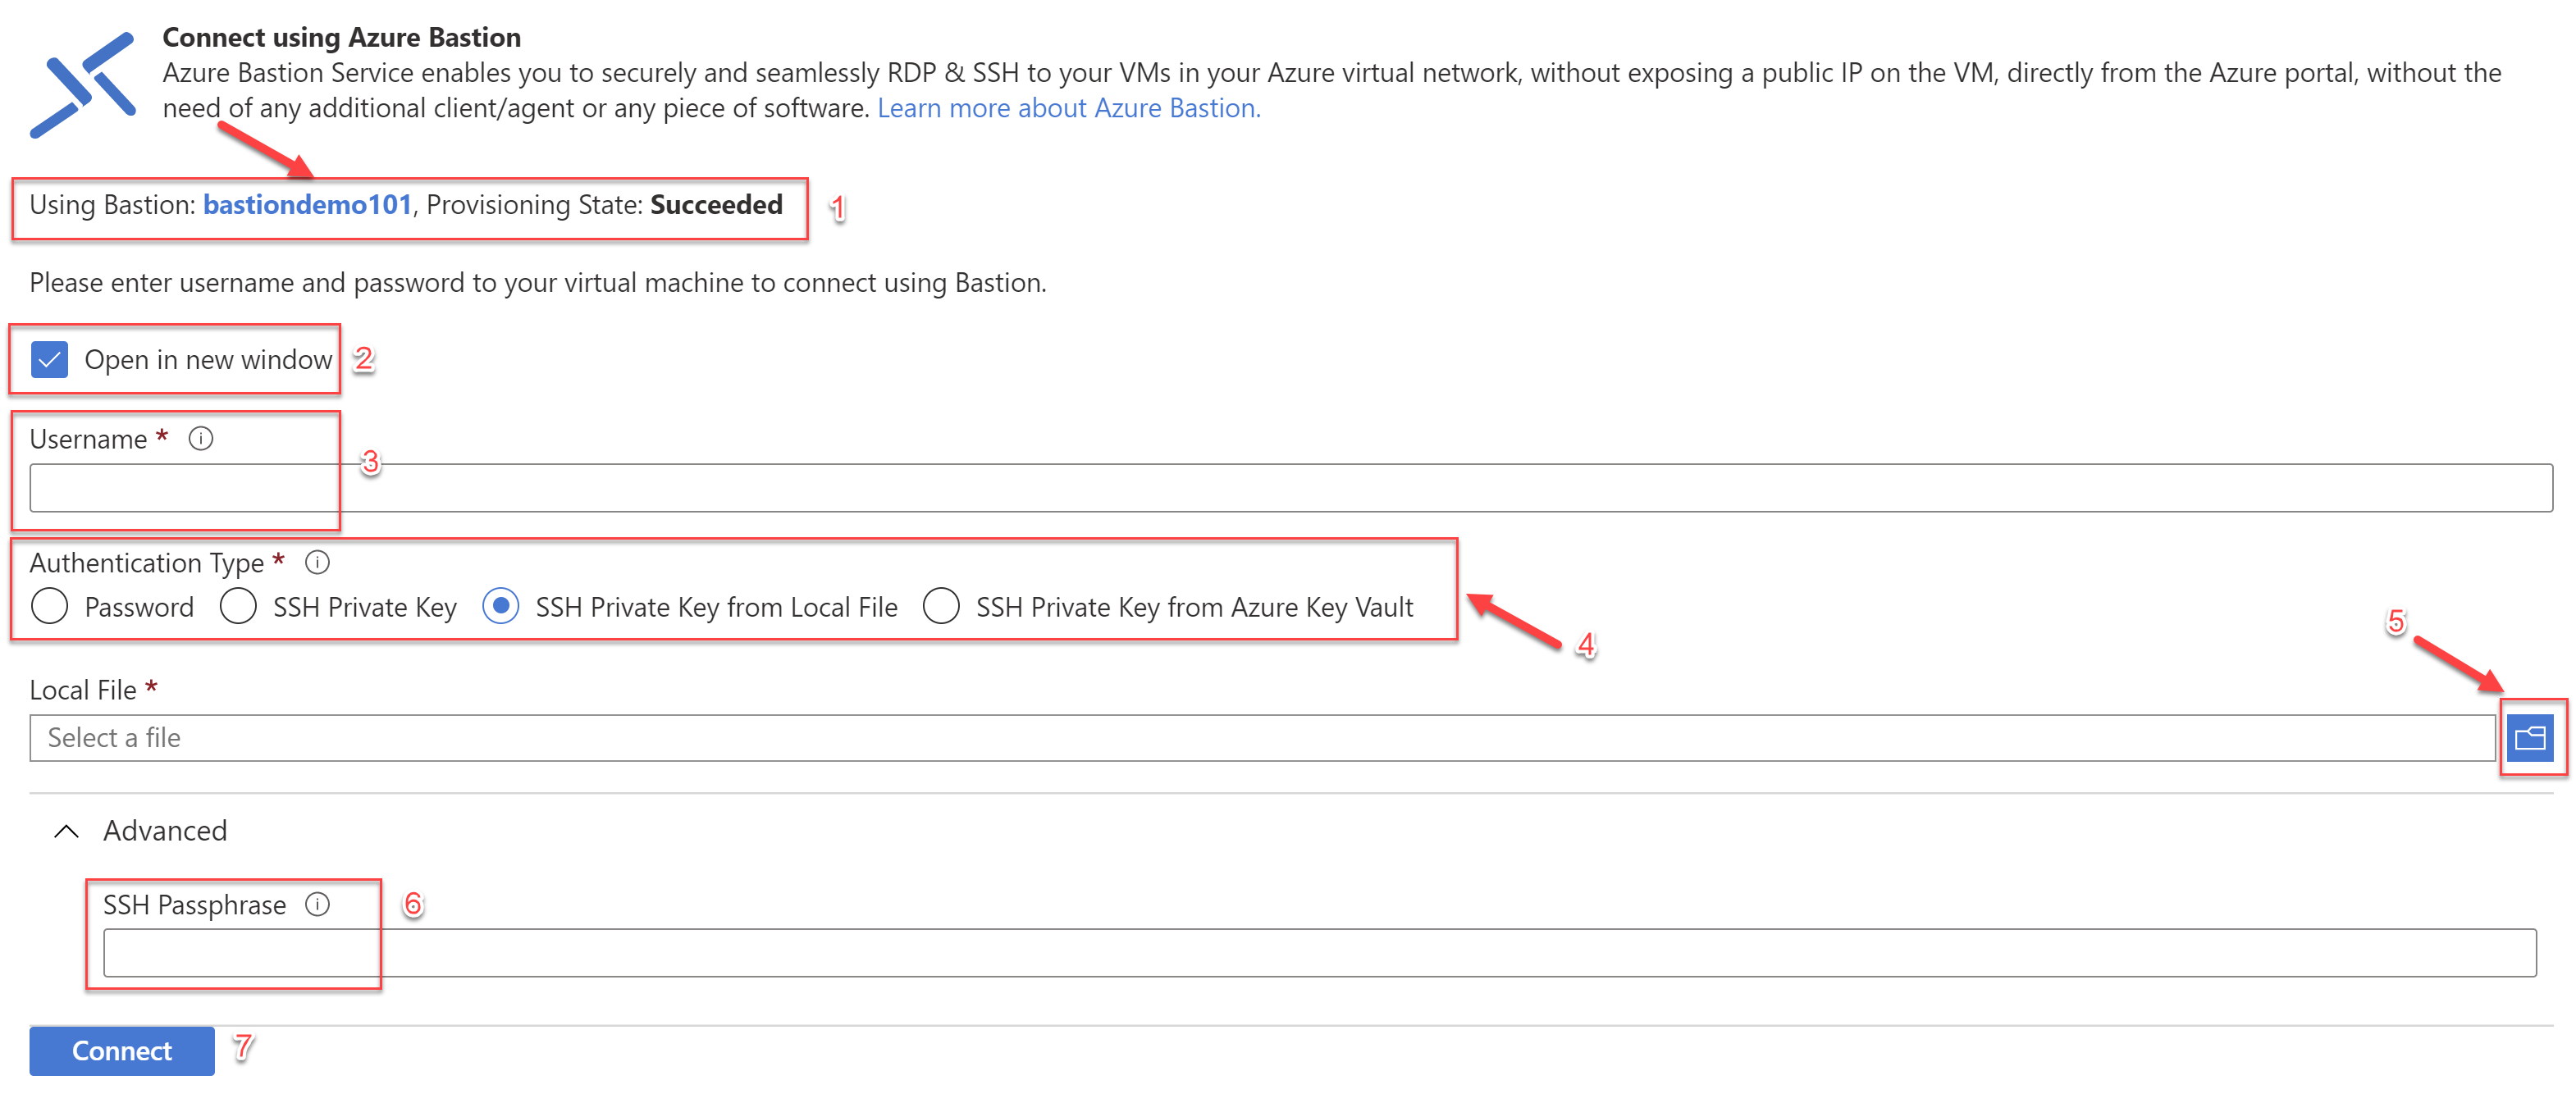 Connect using Azure Bastion
Azure Bastion Service enables you to securely and seamlessly RDP & SSH to your VMs in your Azure virtual network, without exposing a public IP on the VM, directly from the Azure portal, without the
need of any additional client/agent or any piece of software. Learn more about Azure Bastion.
Using Bastion: bastiondemo101, Provisioning State: Succeeded 1
Please enter username and password to your virtual machine to connect using Bastion.
Open in new window 2
Username *
3
Authentication Type *
Password SSH Private Key SSH Private Key from Local File SSH Private Key from Azure Key Vault
4
5
Local File *
Select a file
Advanced
SSH Passphrase 6
Connect 7